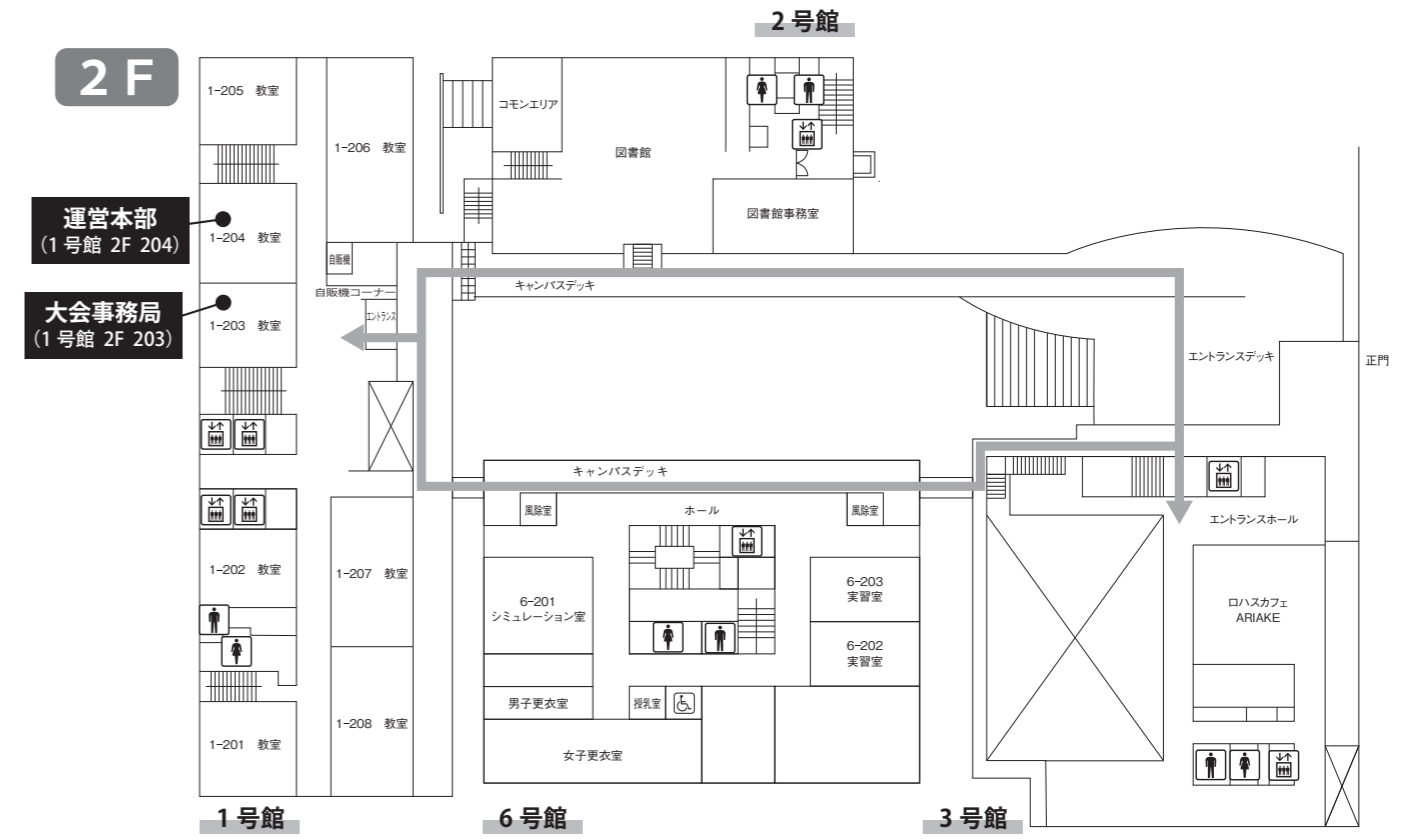 2 号館
2 F
1-205 教室
コモンエリア
1-206 教室
図書館
運営本部
(1 号館 2F 204)
1-204 教室
図書館事務室
自販機
キャンパスデッキ
自販機コーナー
大会事務局
(1 号館 2F 203)
1-203 教室
エントランス
エントランスデッキ
正門
キャンパスデッキ
風除室
ホール
風除室
エントランスホール
1-202 教室
1-207 教室
6-201
シミュレーション室
6-203
実習室
ロハスカフェ
ARIAKE
6-202
実習室
男子更衣室
授乳室
1-208 教室
1-201 教室
女子更衣室
1 号館
6 号館
3 号館